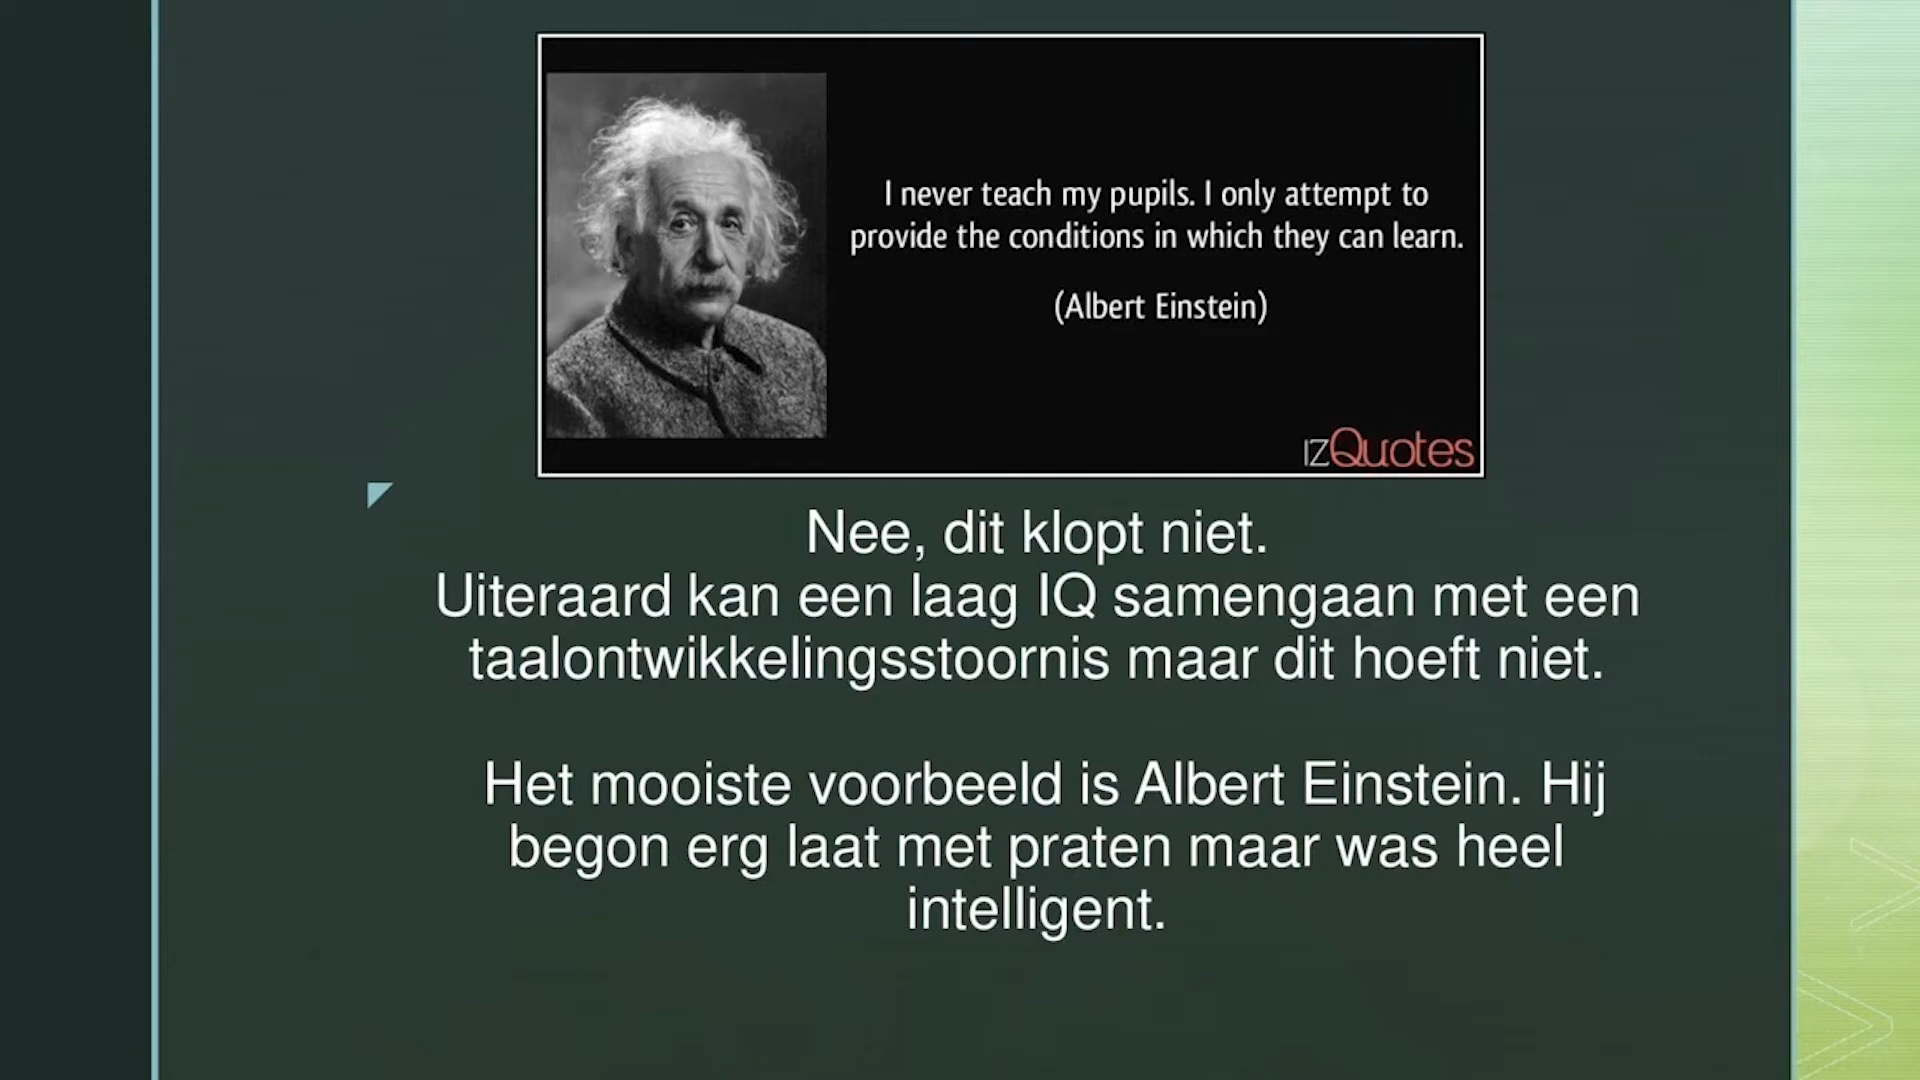 I never teach my pupils. I only attempt to
provide the conditions in which they can learn.
(Albert Einstein)
IZQuotes
Nee, dit klopt niet.
Uiteraard kan een laag IQ samengaan met een
taalontwikkelingsstoornis maar dit hoeft niet.
Het mooiste voorbeeld is Albert Einstein. Hij
begon erg laat met praten maar was heel
intelligent.